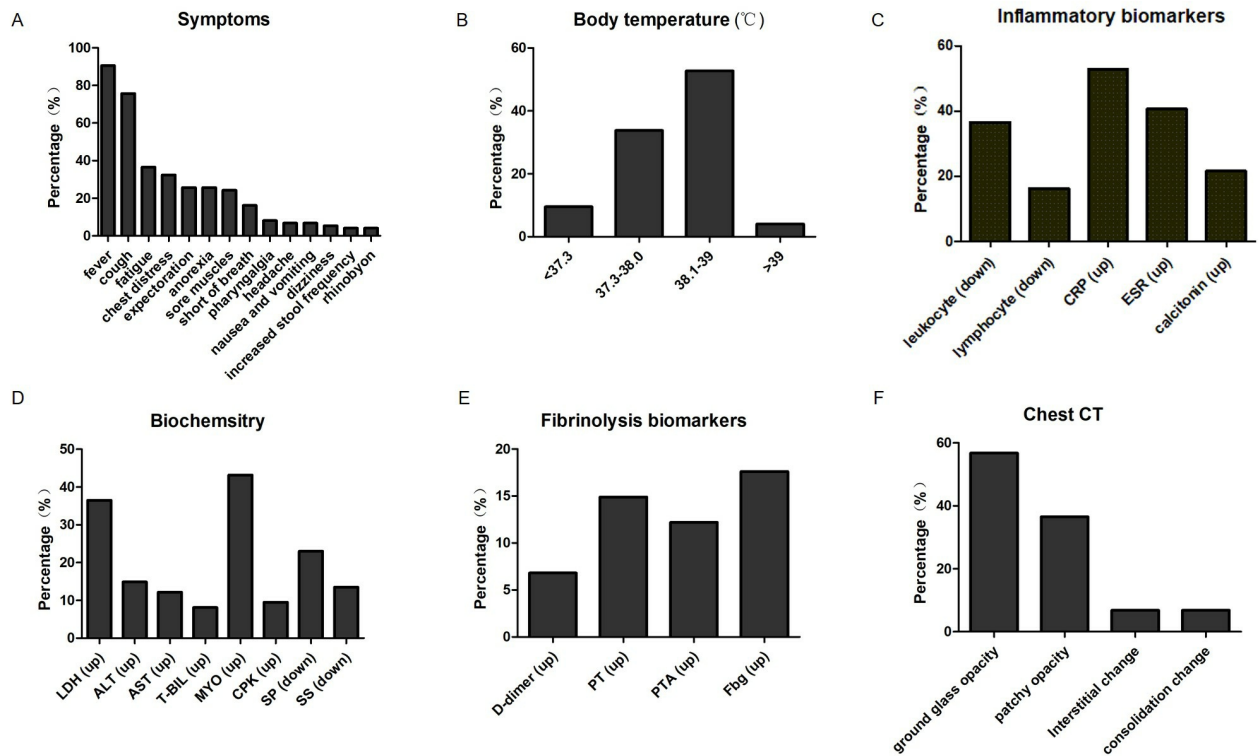 A
Symptoms
Percentage（%）
100
80
60
40
20
0
fever
cough
fatigue
chest distress
expectoration
anorexia
sore muscles
short of breath
pharyngalgia
headache
nausea and vomiting
dizziness
increased stool frequency
rhinobyon
B
Body temperature (℃)
Percentage（%）
60
40
20
0
<37.3
37.3-38.0
38.1-39
>39
C
Inflammatory biomarkers
Percentage（%）
60
40
20
0
leukocyte (down)
lymphocyte (down)
CRP (up)
ESR (up)
calcitonin (up)
D
Biochemsitry
Percentage（%）
50
40
30
20
10
0
LDH (up)
ALT (up)
AST (up)
T-BIL (up)
MYO (up)
CPK (up)
SP (down)
SS (down)
E
Fibrinolysis biomarkers
Percentage（%）
20
15
10
5
0
D-dimer (up)
PT (up)
PTA (up)
Fbg (up)
F
Chest CT
Percentage（%）
60
40
20
0
ground glass opacity
patchy opacity
Interstitial change
consolidation change